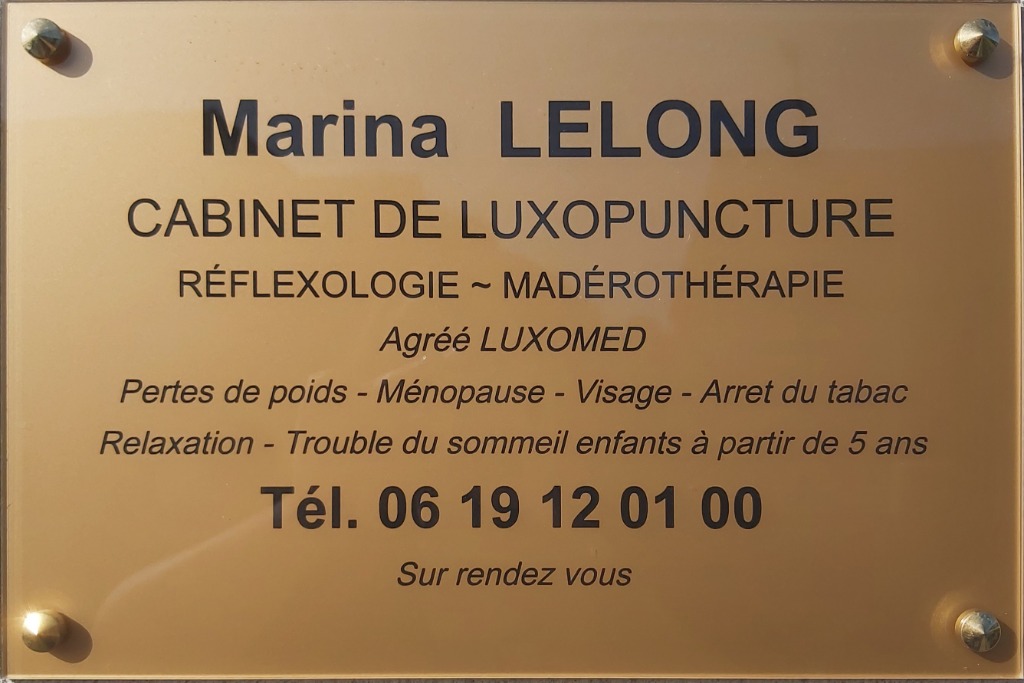 Marina LELONG
CABINET DE LUXOPUNCTURE
RÉFLEXOLOGIE ~ MADÉROTHÉRAPIE
Agréé LUXOMED
Pertes de poids - Ménopause - Visage - Arret du tabac
Relaxation - Trouble du sommeil enfants à partir de 5 ans
Tél. 06 19 12 01 00
Sur rendez vous